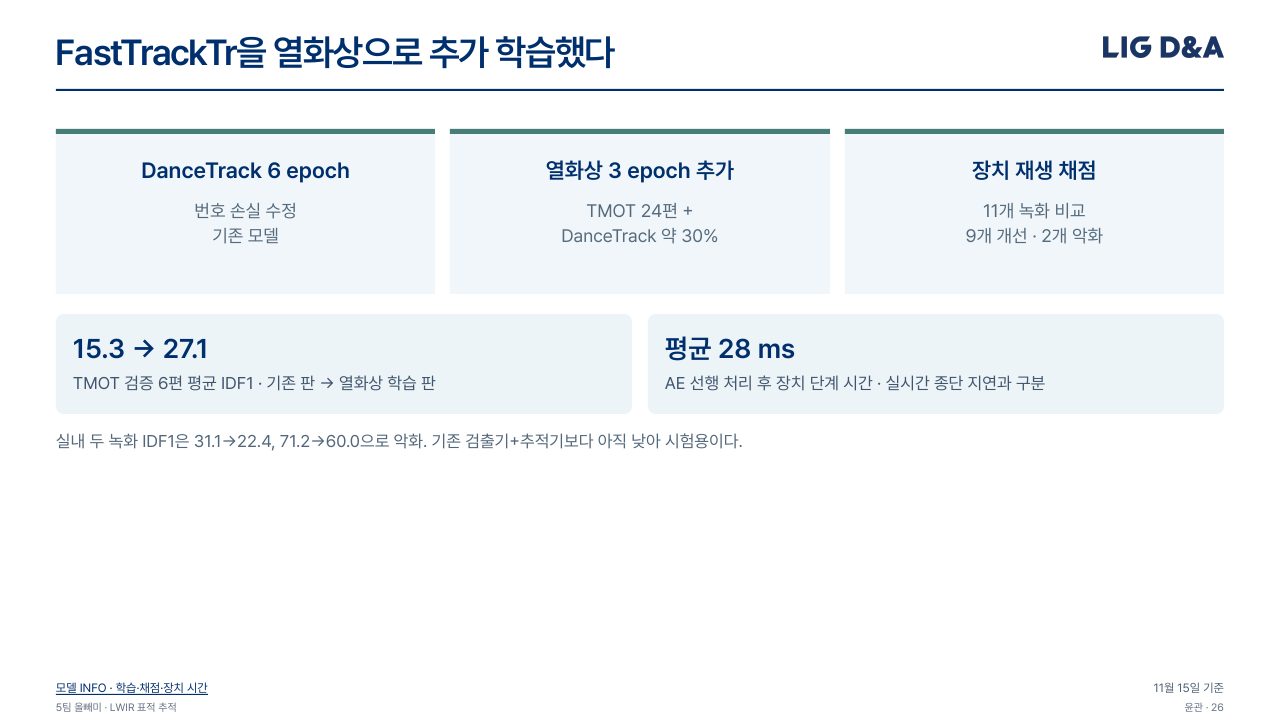 FastTrackTr을 열화상으로 추가 학습했다
LIG D&A
DanceTrack 6 epoch
번호 손실 수정
기존 모델
열화상 3 epoch 추가
TMOT 24편 +
DanceTrack 약 30%
장치 재생 채점
11개 녹화 비교
9개 개선 · 2개 악화
15.3 → 27.1
TMOT 검증 6편 평균 IDF1 · 기존 판 → 열화상 학습 판
평균 28 ms
AE 선행 처리 후 장치 단계 시간 · 실시간 종단 지연과 구분
실내 두 녹화 IDF1은 31.1→22.4, 71.2→60.0으로 악화. 기존 검출기+추적기보다 아직 낮아 시험용이다.
모델 INFO · 학습·채점·장치 시간
5팀 올빼미 · LWIR 표적 추적
11월 15일 기준
윤관 · 26